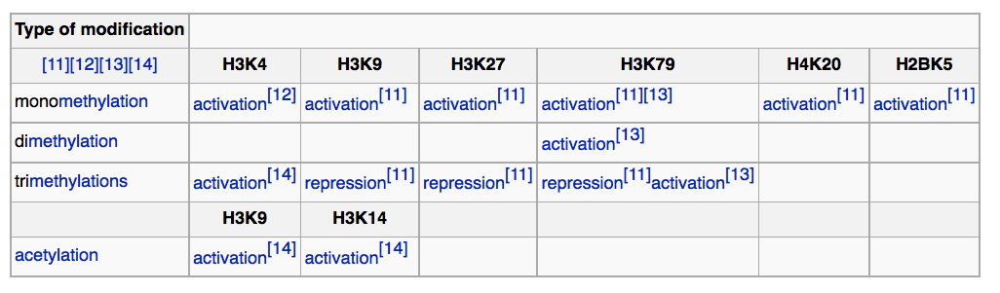 Type of modification
[11][12][13][14] H3K4 H3K9 H3K27 H3K79 H4K20 H2BK5
monomethylation activation[12] activation[11] activation[11] activation[11][13] activation[11] activation[11]
dimethylation activation[13]
trimethylations activation[14] repression[11] repression[11] repression[11]activation[13]
H3K9 H3K14
acetylation activation[14] activation[14]